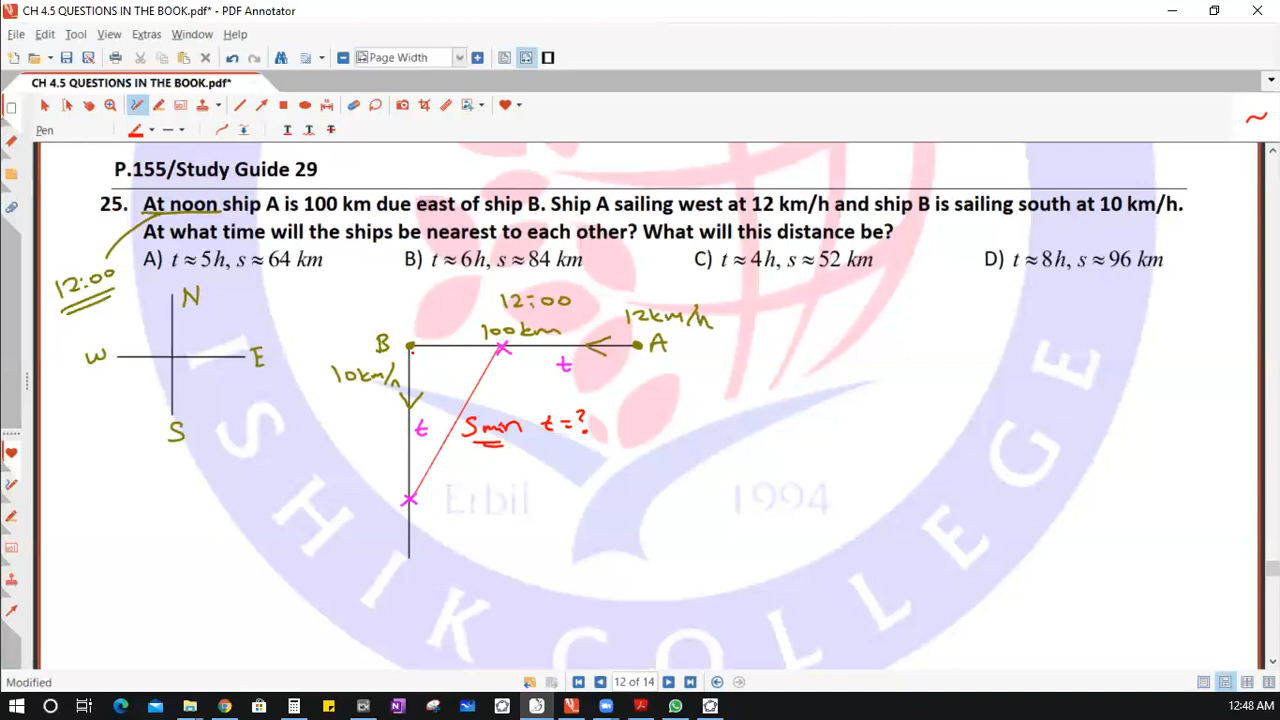 CH 4.5 QUESTIONS IN THE BOOK.pdf* - PDF Annotator
File Edit Tool View Extras Window Help
Page Width
CH 4.5 QUESTIONS IN THE BOOK.pdf*
Pen
P.155/Study Guide 29
25. At noon ship A is 100 km due east of ship B. Ship A sailing west at 12 km/h and ship B is sailing south at 10 km/h.
At what time will the ships be nearest to each other? What will this distance be?
A) t ≈ 5h, s ≈ 64 km B) t ≈ 6h, s ≈ 84 km C) t ≈ 4h, s ≈ 52 km D) t ≈ 8h, s ≈ 96 km
12:00
N
W E
S
12:00
100km 12km/h
B A
10km/h t
t Smin t=?
Erbil 1994
ISHIK COLLEGE
Modified 12 of 14
12:48 AM